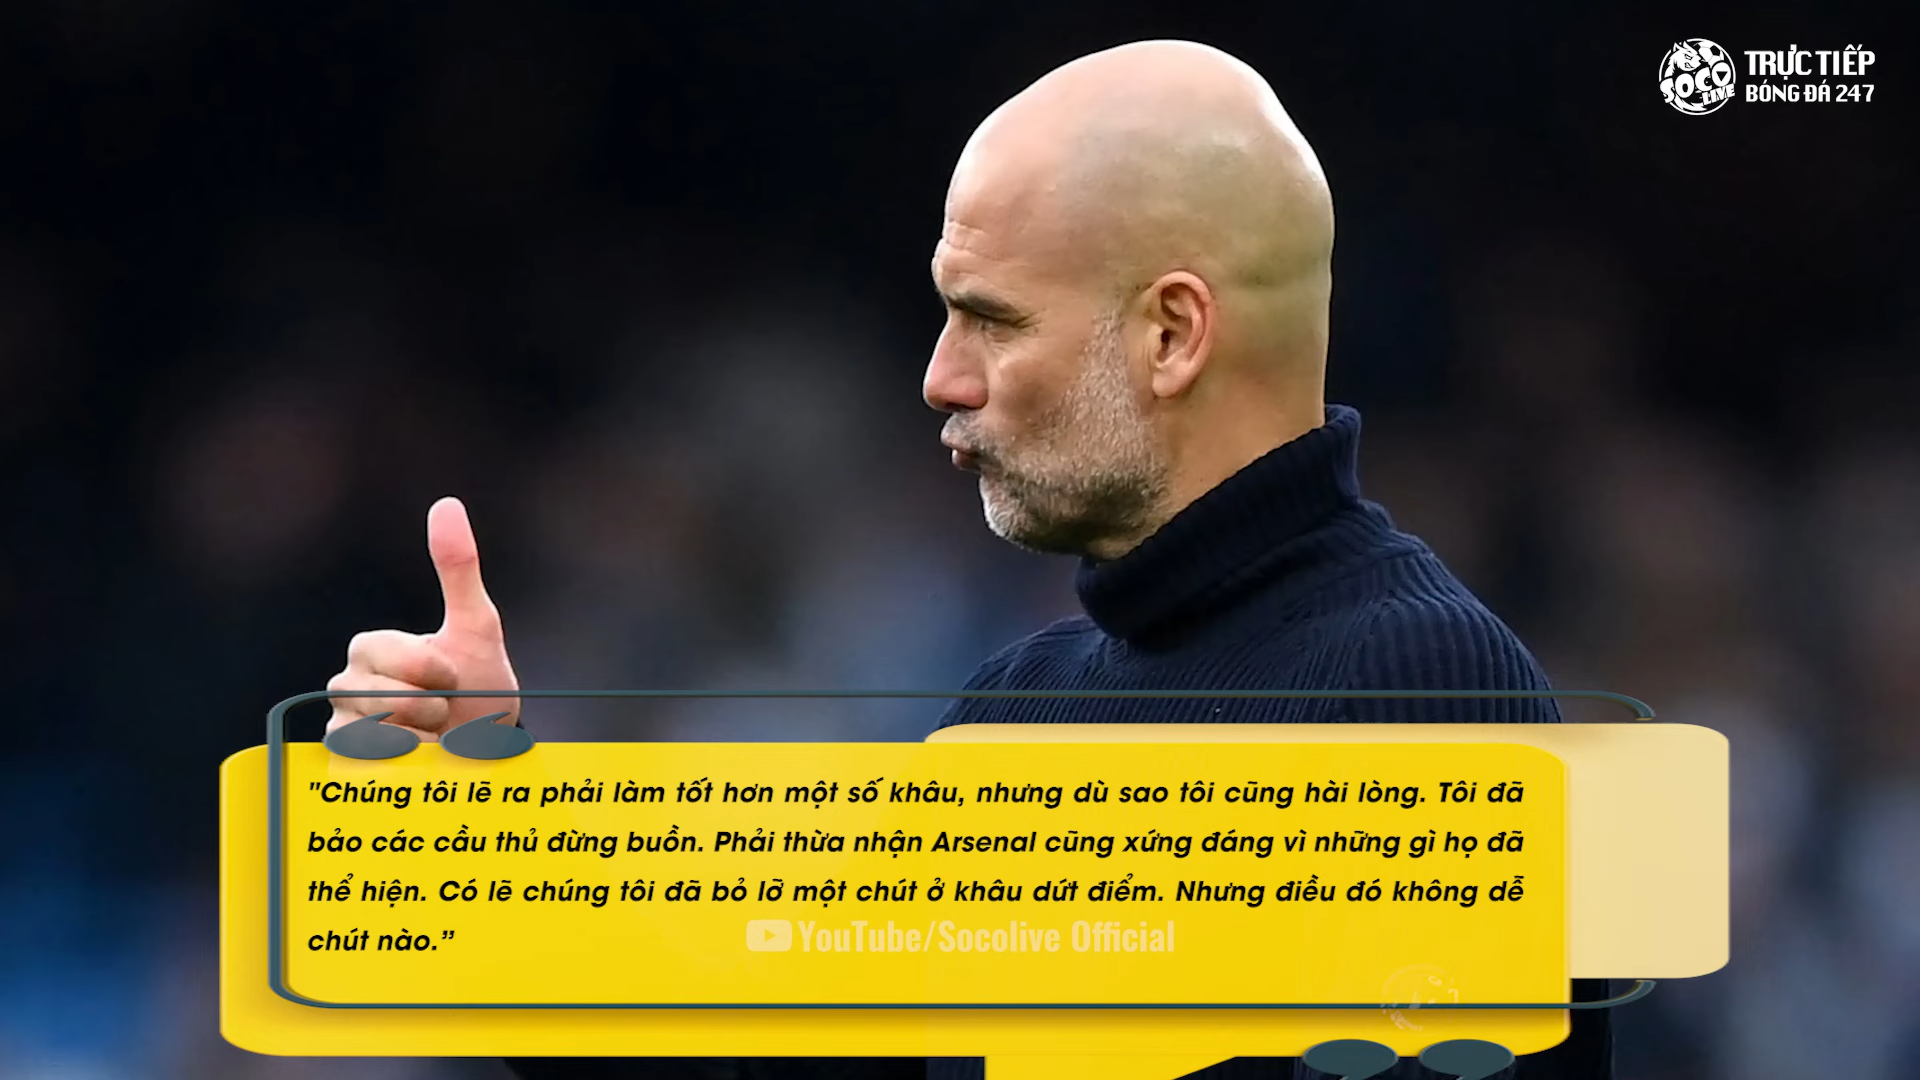 SOCO
LIVE
TRỰC TIẾP
BÓNG ĐÁ 247
"Chúng tôi lẽ ra phải làm tốt hơn một số khâu, nhưng dù sao tôi cũng hài lòng. Tôi đã
bảo các cầu thủ đừng buồn. Phải thừa nhận Arsenal cũng xứng đáng vì những gì họ đã
thể hiện. Có lẽ chúng tôi đã bỏ lỡ một chút ở khâu dứt điểm. Nhưng điều đó không dễ
chút nào.”
YouTube/Socolive Official